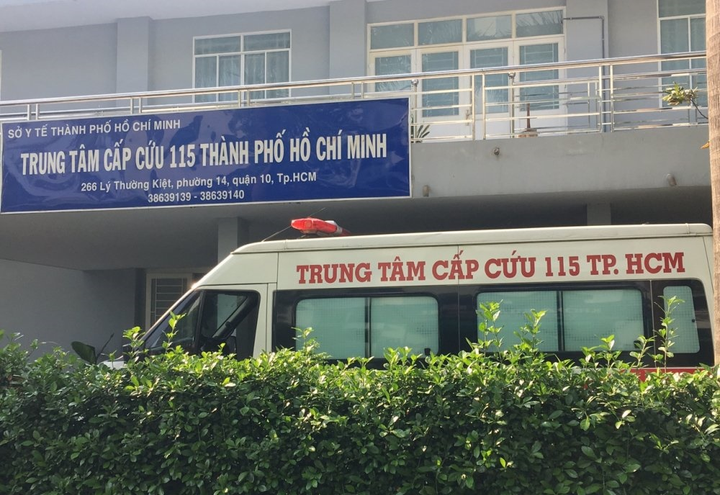 SỞ Y TẾ THÀNH PHỐ HỒ CHÍ MINH
TRUNG TÂM CẤP CỨU 115 THÀNH PHỐ HỒ CHÍ MINH
266 Lý Thường Kiệt, phường 14, quận 10, Tp.HCM
38639139 - 38639140
TRUNG TÂM CẤP CỨU 115 TP. HCM